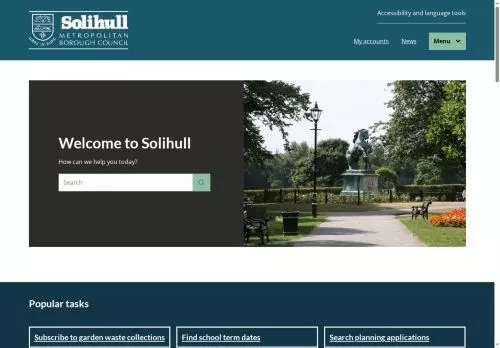 Solihull
METROPOLITAN
BOROUGH COUNCIL
Accessibility and language tools
My accounts
News
Menu
Welcome to Solihull
How can we help you today?
Search
Popular tasks
Subscribe to garden waste collections
Find school term dates
Search planning applications